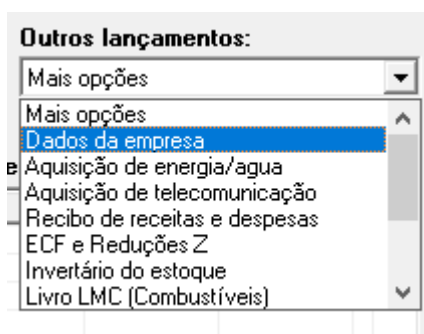 Outros lançamentos:
Mais opções
Mais opções
Dados da empresa
e
Aquisição de energia/agua
Aquisição de telecomunicação
Recibo de receitas e despesas
ECF e Reduções Z
Invertário do estoque
Livro LMC (Combustíveis)